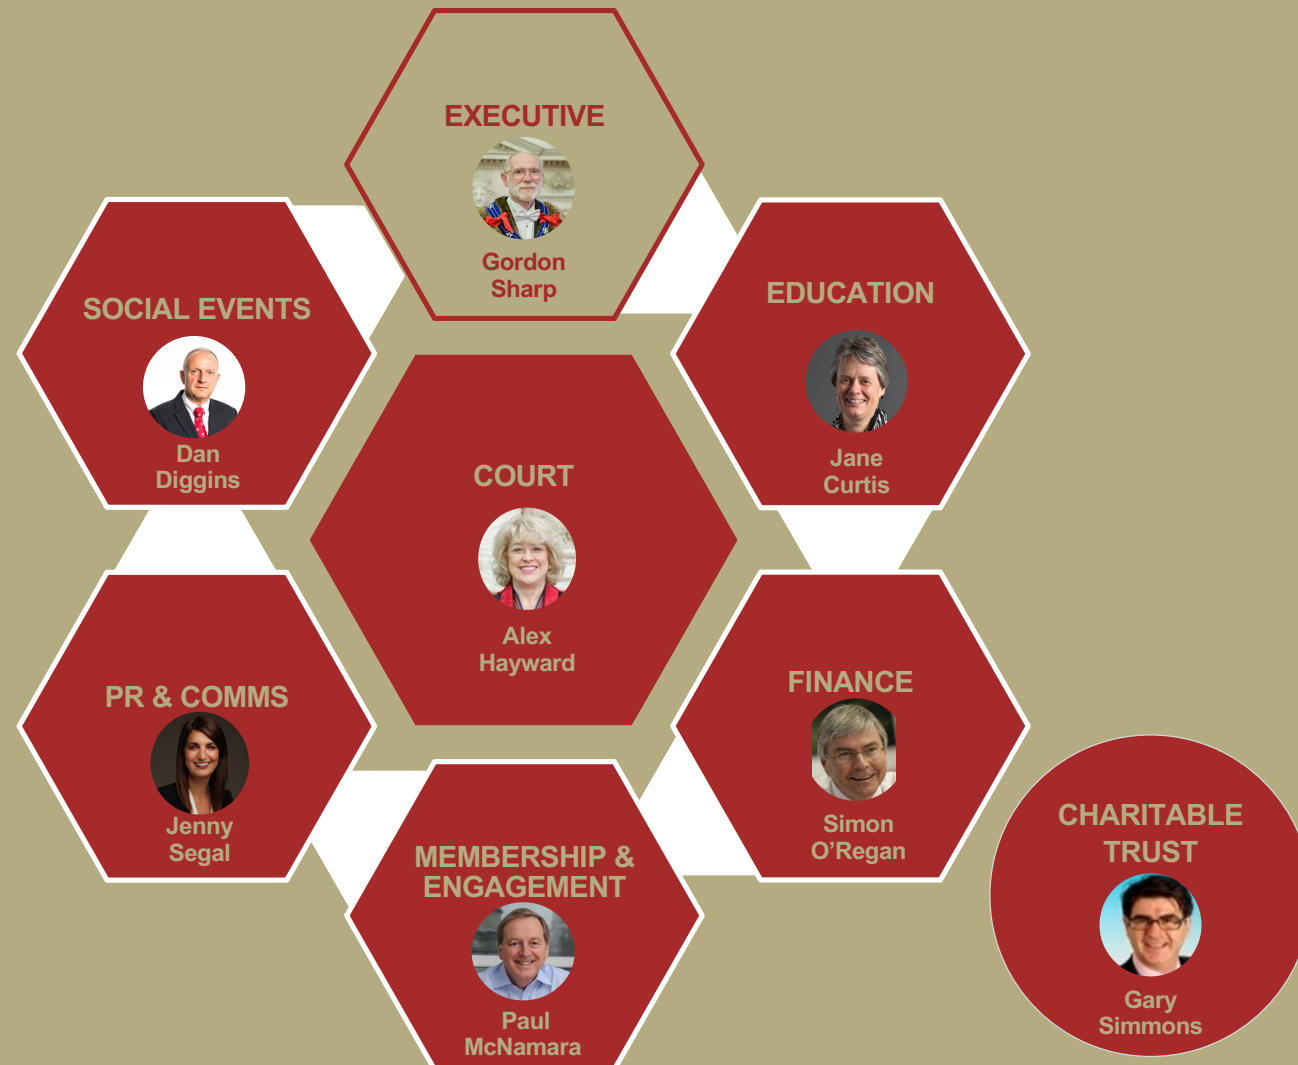 EXECUTIVE
Gordon
Sharp
SOCIAL EVENTS
Dan
Diggins
EDUCATION
Jane
Curtis
COURT
Alex
Hayward
PR & COMMS
Jenny
Segal
FINANCE
Simon
O’Regan
MEMBERSHIP &
ENGAGEMENT
Paul
McNamara
CHARITABLE
TRUST
Gary
Simmons